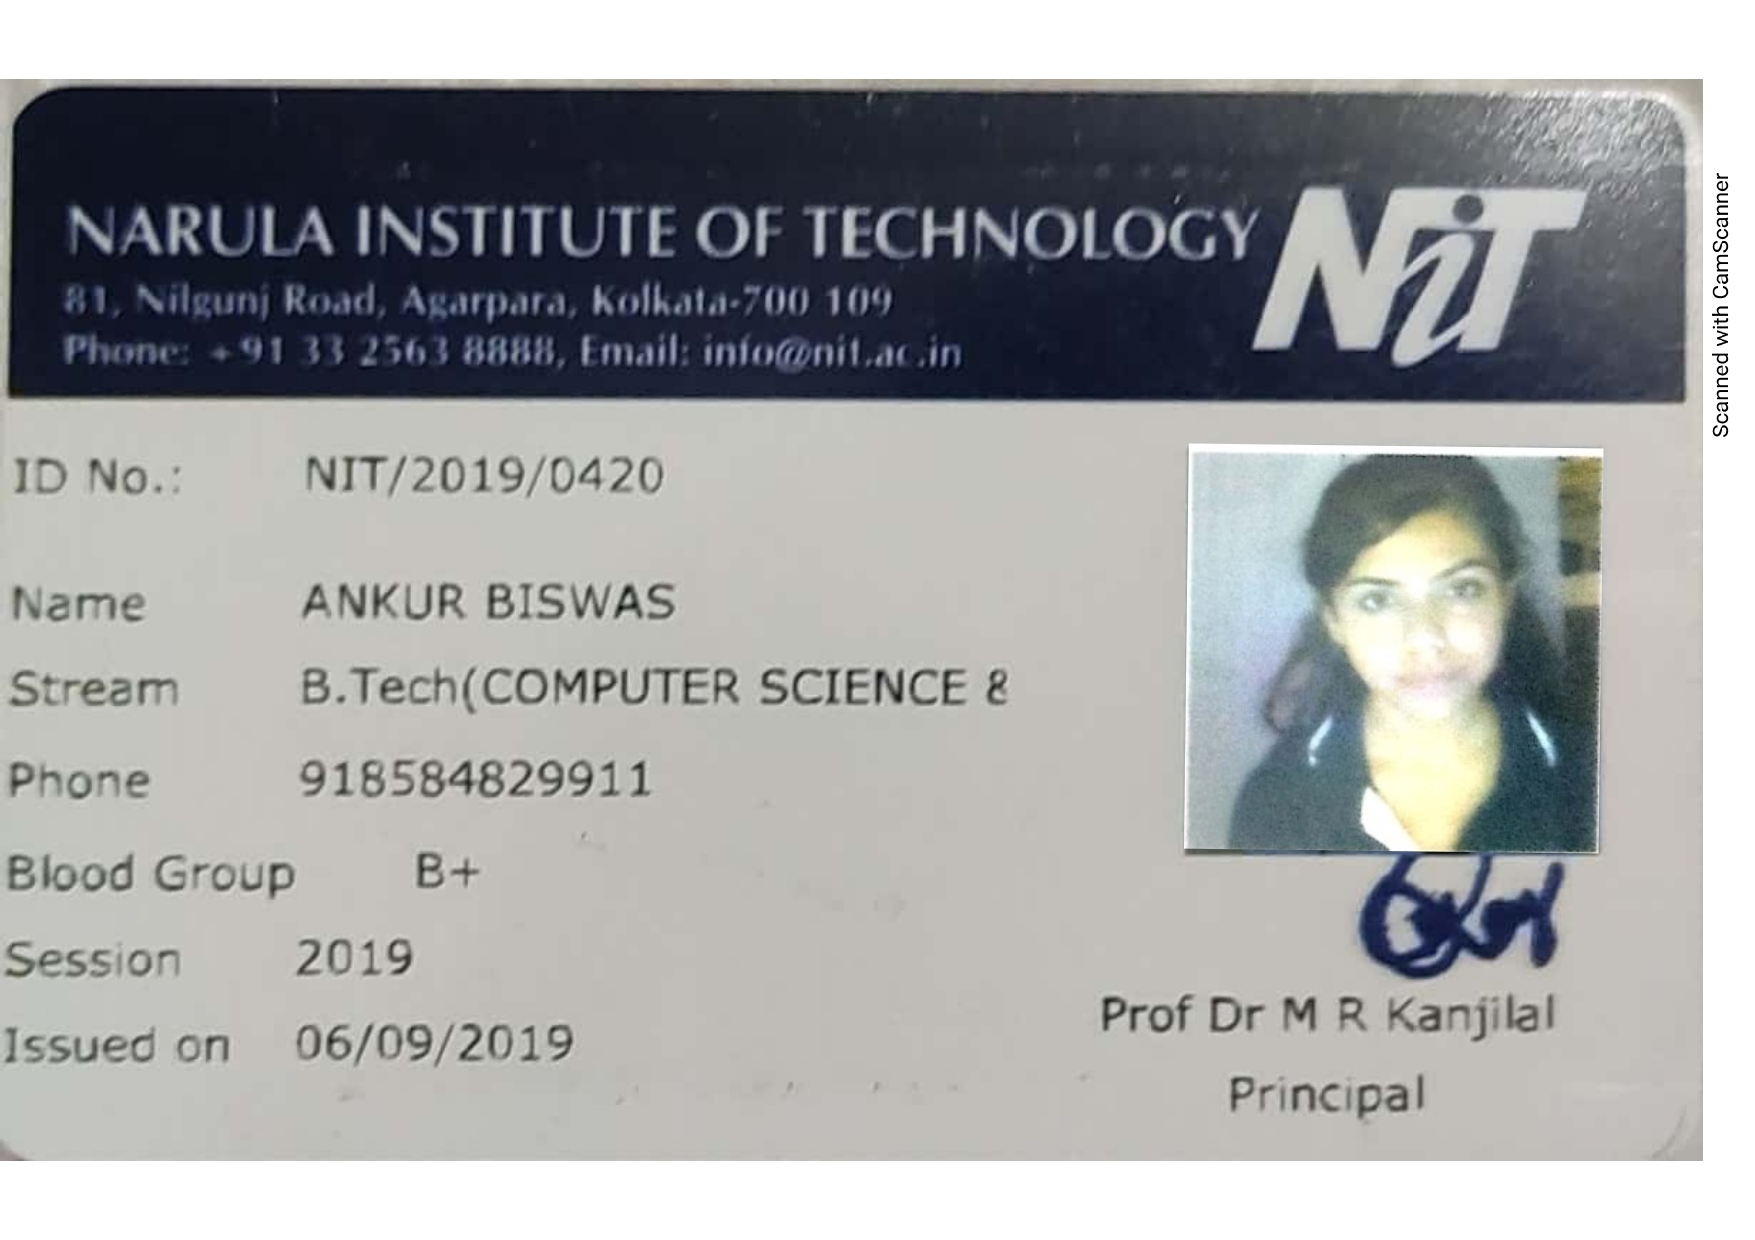 NARULA INSTITUTE OF TECHNOLOGY
NiT
81, Nilgunj Road, Agarpara, Kolkata-700 109
Phone: +91 33 2563 8888, Email: info@nit.ac.in
ID No.: NIT/2019/0420
Name ANKUR BISWAS
Stream B.Tech(COMPUTER SCIENCE &
Phone 918584829911
Blood Group B+
Session 2019
Issued on 06/09/2019
Prof Dr M R Kanjilal
Principal
Scanned with CamScanner